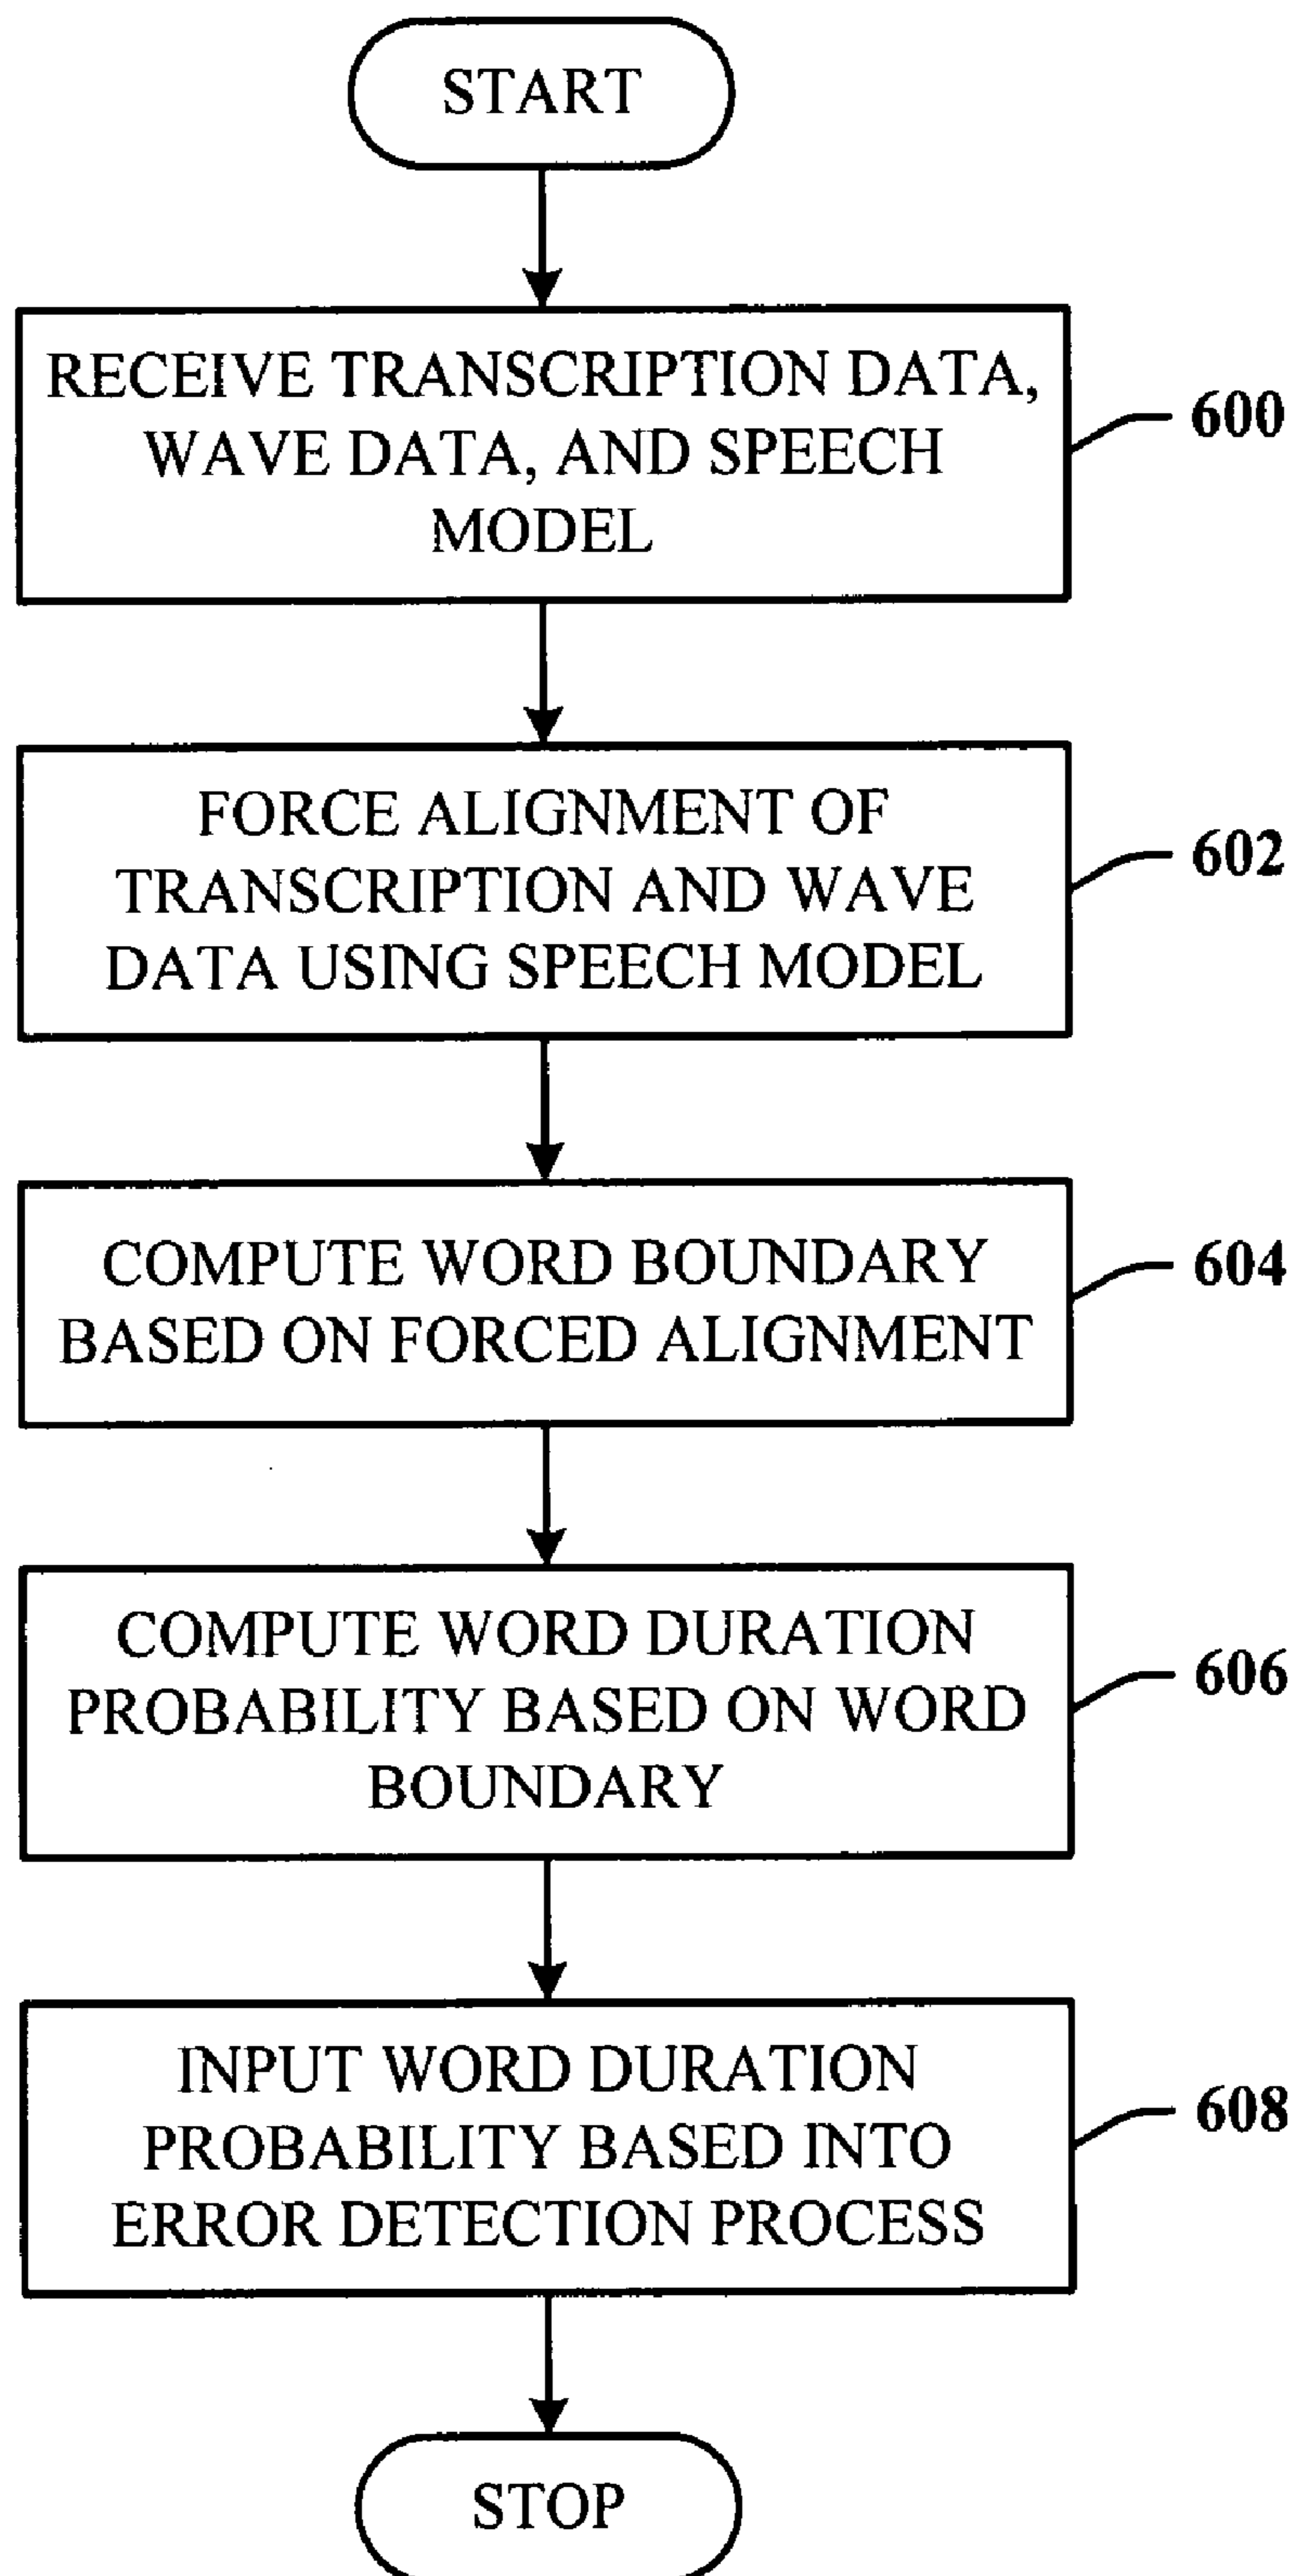 START
RECEIVE TRANSCRIPTION DATA,
WAVE DATA, AND SPEECH
MODEL
600
FORCE ALIGNMENT OF
TRANSCRIPTION AND WAVE
DATA USING SPEECH MODEL
602
COMPUTE WORD BOUNDARY
BASED ON FORCED ALIGNMENT
604
COMPUTE WORD DURATION
PROBABILITY BASED ON WORD
BOUNDARY
606
INPUT WORD DURATION
PROBABILITY BASED INTO
ERROR DETECTION PROCESS
608
STOP